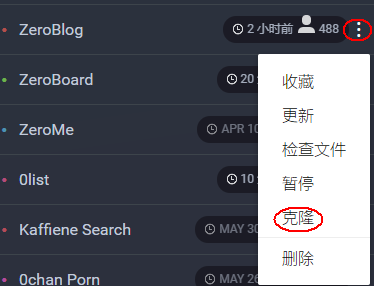 ZeroBlog 2 小时前 488
ZeroBoard 20
收藏
更新
ZeroMe APR 10
检查文件
0list 10
暂停
克隆
Kaffiene Search MAY 30
删除
0chan Porn MAY 26